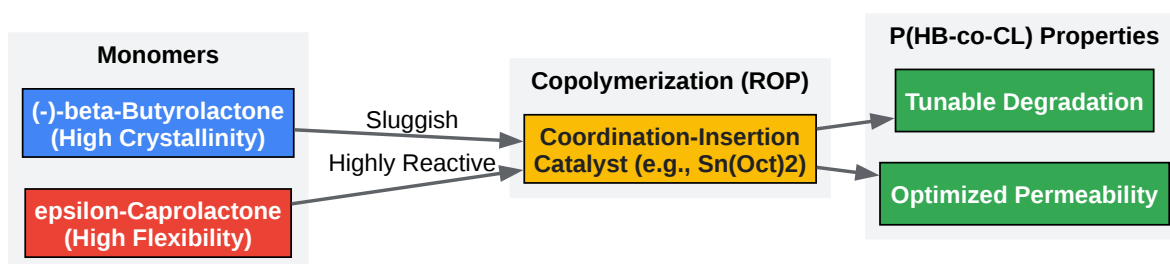 Monomers
(-)-beta-Butyrolactone
(High Crystallinity)
epsilon-Caprolactone
(High Flexibility)
Sluggish
Highly Reactive
Copolymerization (ROP)
Coordination-Insertion
Catalyst (e.g., Sn(Oct)2)
P(HB-co-CL) Properties
Tunable Degradation
Optimized Permeability